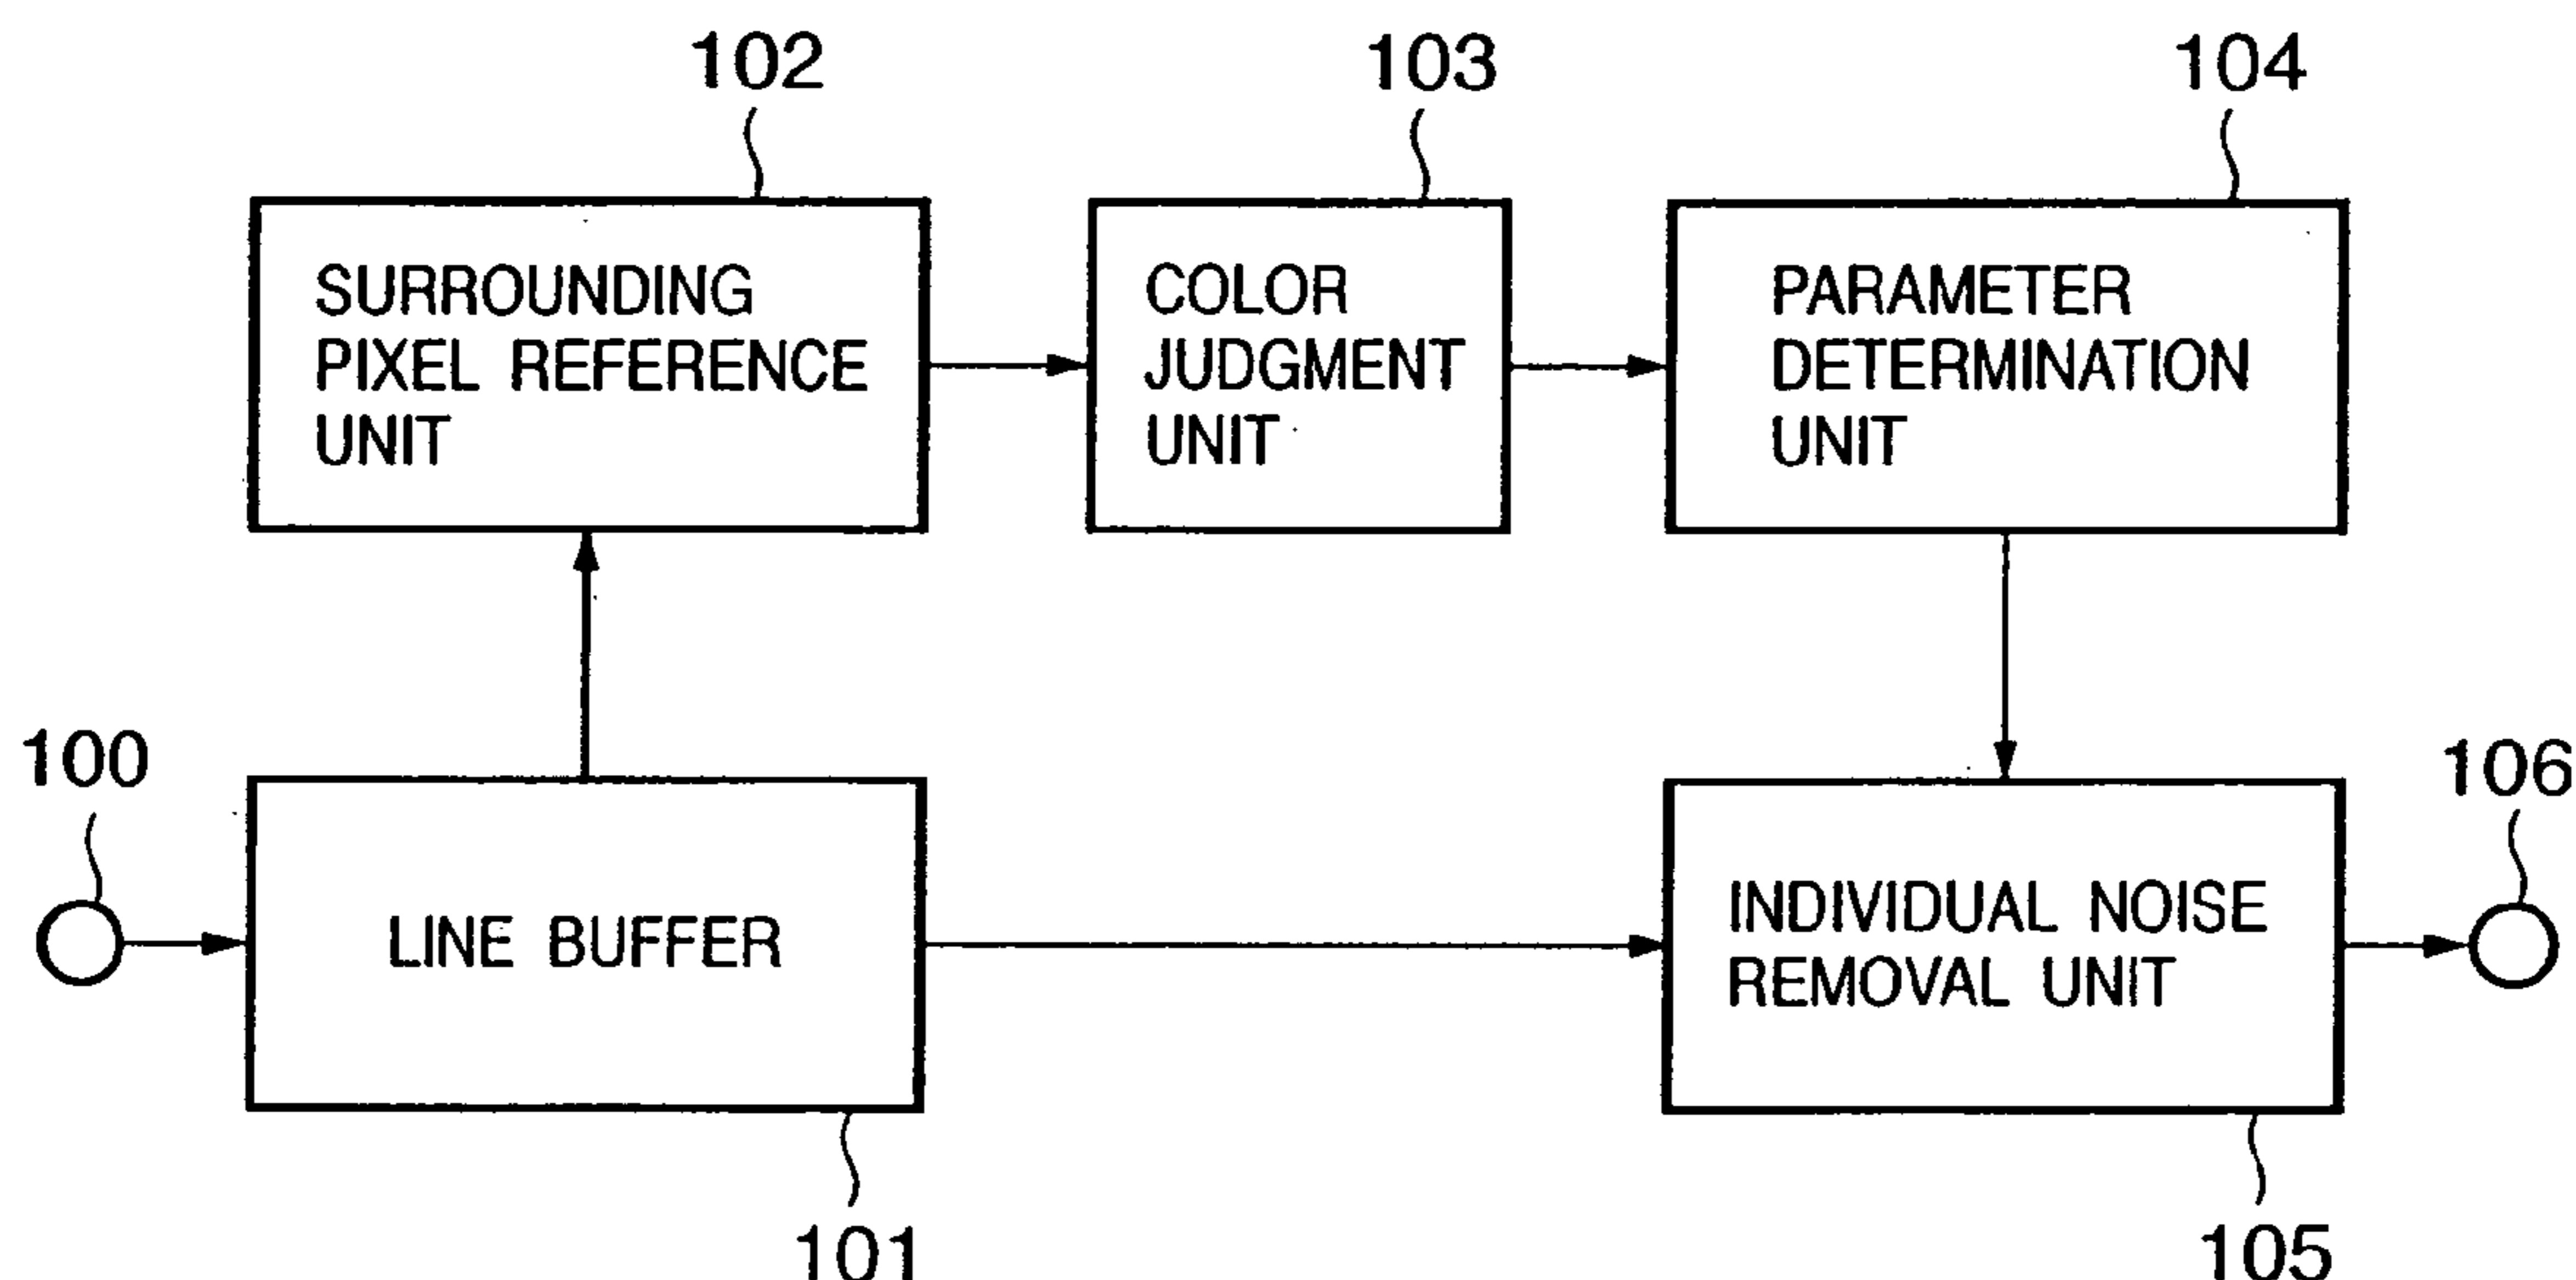 102
103
104
SURROUNDING
PIXEL REFERENCE
UNIT
COLOR
JUDGMENT
UNIT
PARAMETER
DETERMINATION
UNIT
100
106
LINE BUFFER
INDIVIDUAL NOISE
REMOVAL UNIT
101
105